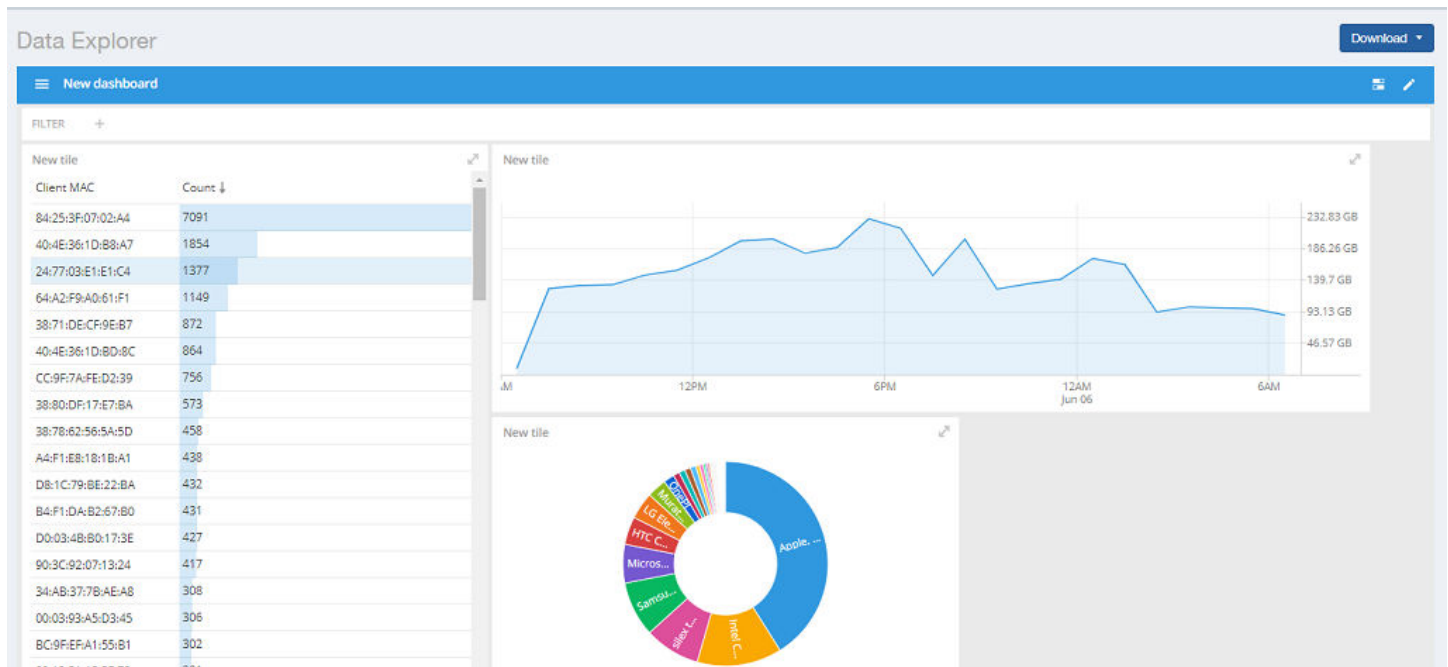 Data Explorer
Download
New dashboard
FILTER +
New tile
Client MAC Count ↓
84:25:3F:07:02:A4 7091
40:4E:36:1D:B8:A7 1854
24:77:03:E1:E1:C4 1377
64:A2:F9:A0:61:F1 1149
38:71:DE:CF:9E:B7 872
40:4E:36:1D:BD:8C 864
CC:9F:7A:FE:D2:39 756
38:80:DF:17:E7:BA 573
38:78:62:56:5A:5D 458
A4:F1:E8:18:1B:A1 438
D8:1C:79:BE:22:BA 432
B4:F1:DA:B2:67:B0 431
D0:03:4B:B0:17:3E 427
90:3C:92:07:13:24 417
34:AB:37:7B:AE:A8 308
00:03:93:A5:D3:45 306
BC:9F:EF:A1:55:B1 302
New tile
232.83 GB
186.26 GB
139.7 GB
93.13 GB
46.57 GB
12PM 6PM 12AM 6AM
Jun 06
New tile
Apple, ...
Intel C...
silex t...
Samsu...
Micros...
HTC C...
LG Ele...
Murat...